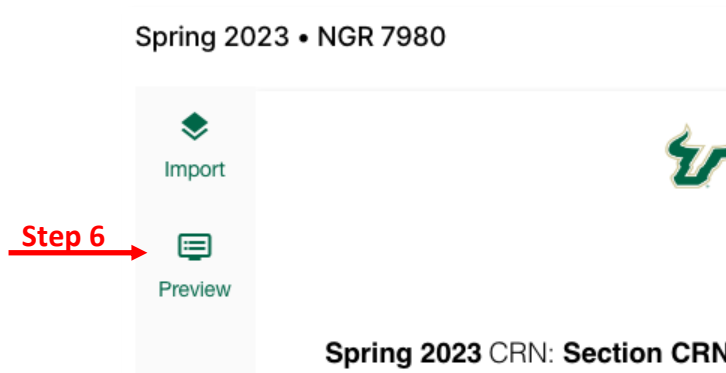 Spring 2023 • NGR 7980
Import
Step 6
Preview
Spring 2023 CRN: Section CRN